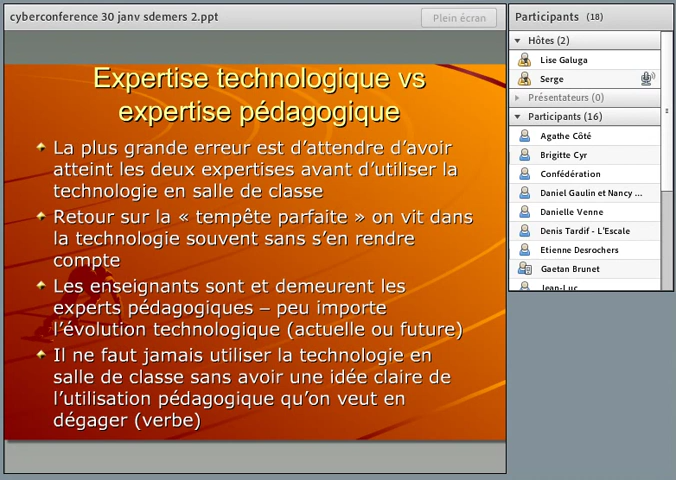 cyberconference 30 janv sdemers 2.ppt
Plein écran
Expertise technologique vs
expertise pédagogique
La plus grande erreur est d'attendre d'avoir
atteint les deux expertises avant d'utiliser la
technologie en salle de classe
Retour sur la « tempête parfaite » on vit dans
la technologie souvent sans s'en rendre
compte
Les enseignants sont et demeurent les
experts pédagogiques – peu importe
l'évolution technologique (actuelle ou future)
Il ne faut jamais utiliser la technologie en
salle de classe sans avoir une idée claire de
l'utilisation pédagogique qu'on veut en
dégager (verbe)
Participants (18)
Hôtes (2)
Lise Galuga
Serge
Présentateurs (0)
Participants (16)
Agathe Côté
Brigitte Cyr
Confédération
Daniel Gaulin et Nancy ...
Danielle Venne
Denis Tardif - L'Escale
Etienne Desrochers
Gaetan Brunet
Jean-Luc